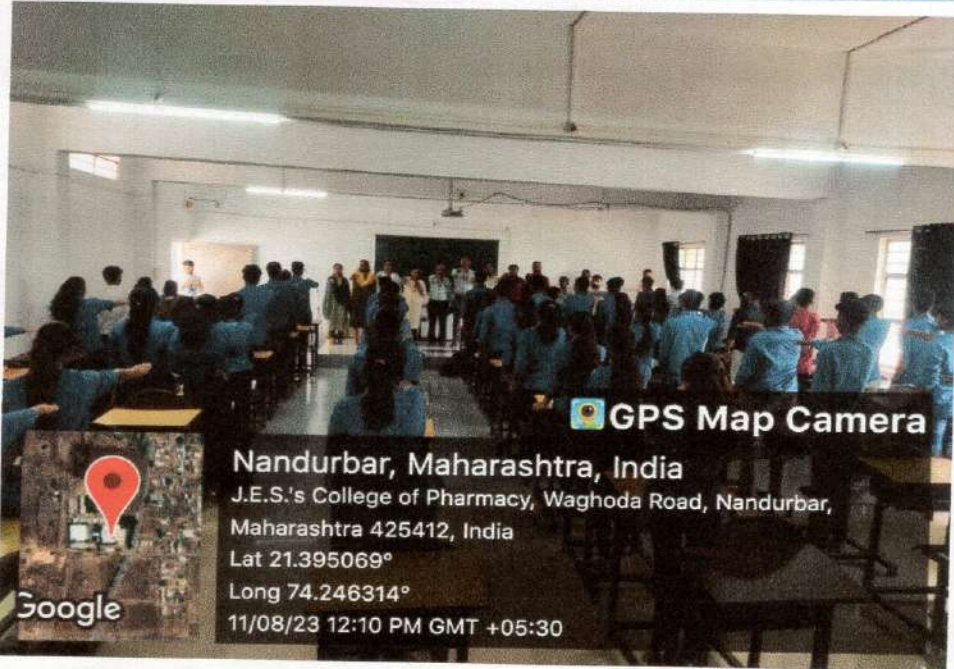 GPS Map Camera
Nandurbar, Maharashtra, India
J.E.S.'s College of Pharmacy, Waghoda Road, Nandurbar,
Maharashtra 425412, India
Lat 21.395069°
Long 74.246314°
11/08/23 12:10 PM GMT +05:30
Google